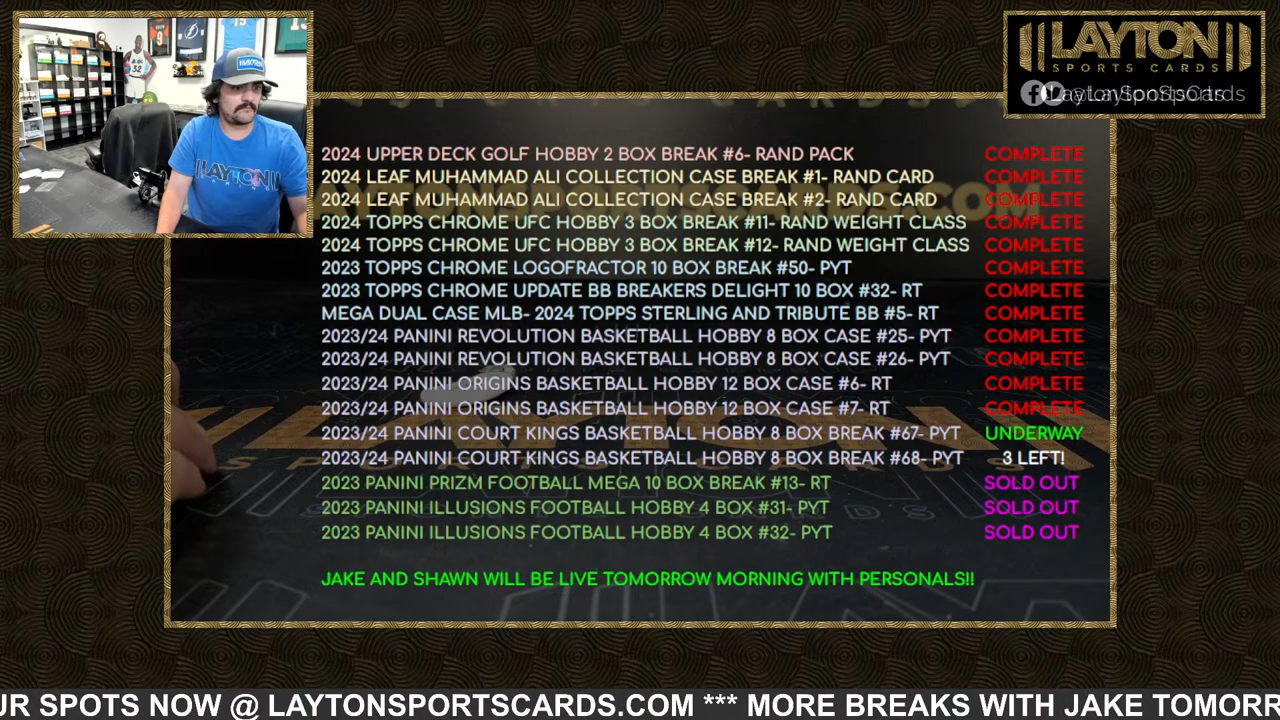 LAYTON
SPORTS CARDS
2024 UPPER DECK GOLF HOBBY 2 BOX BREAK #6- RAND PACK COMPLETE
2024 LEAF MUHAMMAD ALI COLLECTION CASE BREAK #1- RAND CARD COMPLETE
2024 LEAF MUHAMMAD ALI COLLECTION CASE BREAK #2- RAND CARD COMPLETE
2024 TOPPS CHROME UFC HOBBY 3 BOX BREAK #11- RAND WEIGHT CLASS COMPLETE
2024 TOPPS CHROME UFC HOBBY 3 BOX BREAK #12- RAND WEIGHT CLASS COMPLETE
2023 TOPPS CHROME LOGOFRACTOR 10 BOX BREAK #50- PYT COMPLETE
2023 TOPPS CHROME UPDATE BB BREAKERS DELIGHT 10 BOX #32- RT COMPLETE
MEGA DUAL CASE MLB- 2024 TOPPS STERLING AND TRIBUTE BB #5- RT COMPLETE
2023/24 PANINI REVOLUTION BASKETBALL HOBBY 8 BOX CASE #25- PYT COMPLETE
2023/24 PANINI REVOLUTION BASKETBALL HOBBY 8 BOX CASE #26- PYT COMPLETE
2023/24 PANINI ORIGINS BASKETBALL HOBBY 12 BOX CASE #6- RT COMPLETE
2023/24 PANINI ORIGINS BASKETBALL HOBBY 12 BOX CASE #7- RT COMPLETE
2023/24 PANINI COURT KINGS BASKETBALL HOBBY 8 BOX BREAK #67- PYT UNDERWAY
2023/24 PANINI COURT KINGS BASKETBALL HOBBY 8 BOX BREAK #68- PYT 3 LEFT!
2023 PANINI PRIZM FOOTBALL MEGA 10 BOX BREAK #13- RT SOLD OUT
2023 PANINI ILLUSIONS FOOTBALL HOBBY 4 BOX #31- PYT SOLD OUT
2023 PANINI ILLUSIONS FOOTBALL HOBBY 4 BOX #32- PYT SOLD OUT
JAKE AND SHAWN WILL BE LIVE TOMORROW MORNING WITH PERSONALS!!
UR SPOTS NOW @ LAYTONSPORTSCARDS.COM *** MORE BREAKS WITH JAKE TOMORR